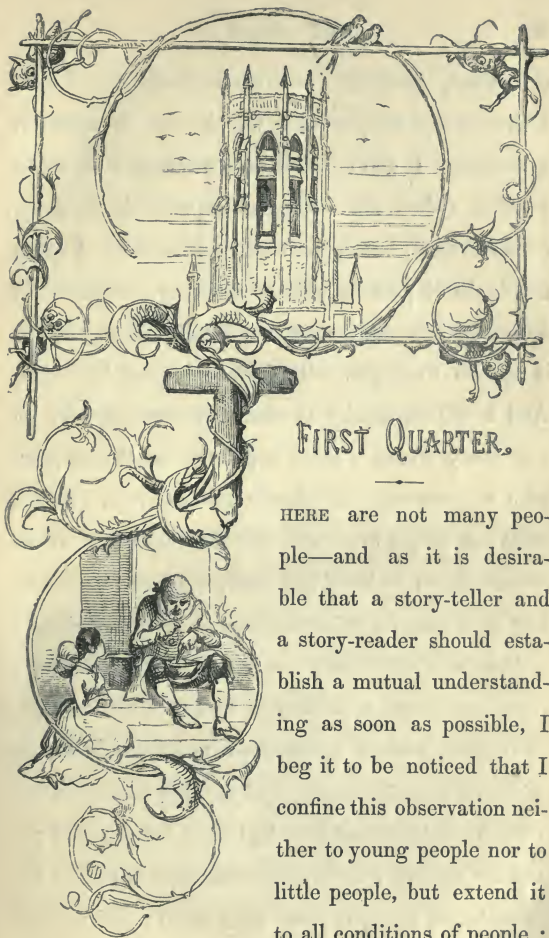 FIRST QUARTER.
THERE are not many peo-
ple—and as it is desira-
ble that a story-teller and
a story-reader should esta-
blish a mutual understand-
ing as soon as possible, I
beg it to be noticed that I
confine this observation nei-
ther to young people nor to
little people, but extend it
to all conditions of people :